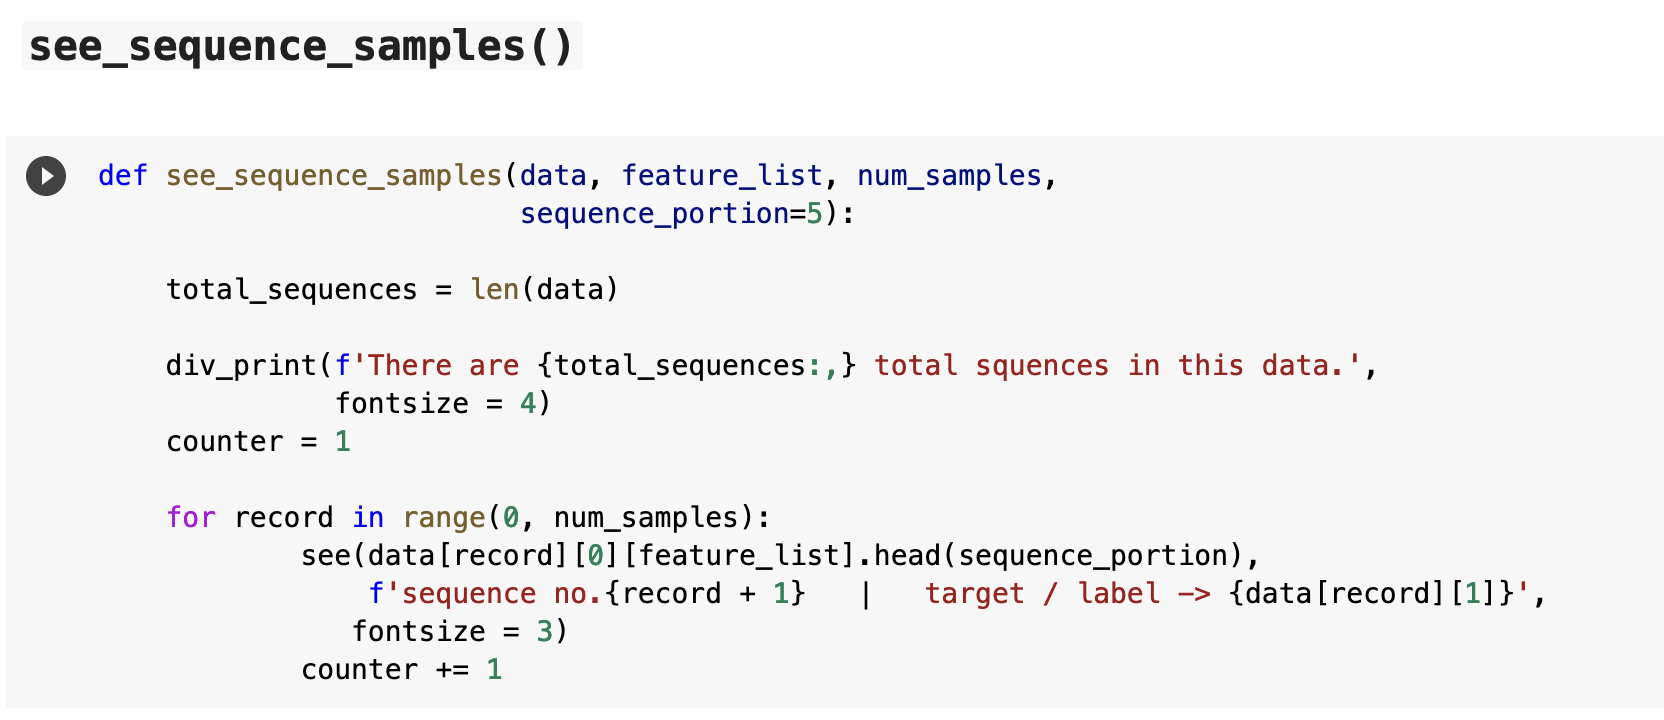 see_sequence_samples()
def see_sequence_samples(data, feature_list, num_samples,
sequence_portion=5):
total_sequences = len(data)
div_print(f'There are {total_sequences:,} total squences in this data.',
fontsize = 4)
counter = 1
for record in range(0, num_samples):
see(data[record][0][feature_list].head(sequence_portion),
f'sequence no.{record + 1}   |   target / label -> {data[record][1]}',
fontsize = 3)
counter += 1